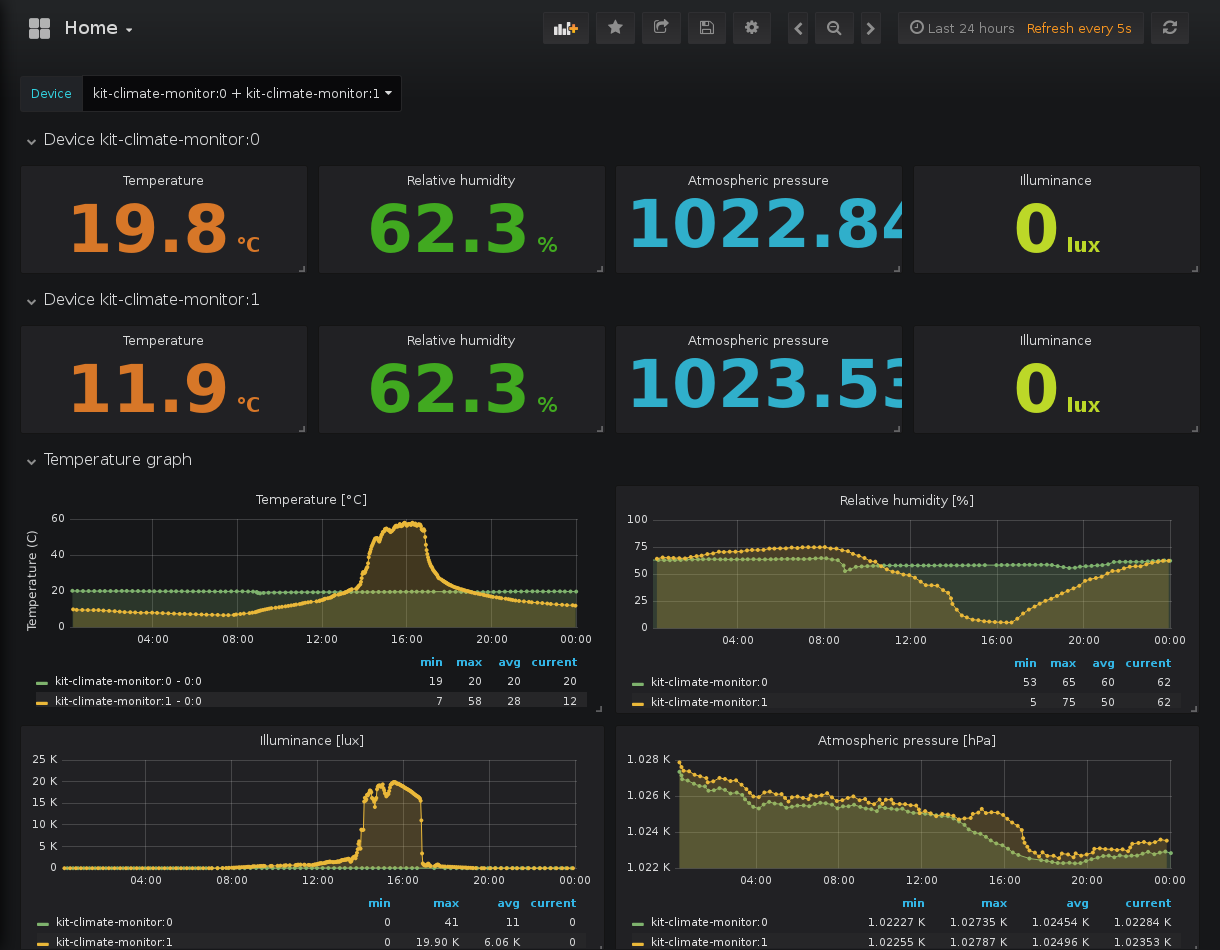 Home
Last 24 hours Refresh every 5s
Device kit-climate-monitor:0 + kit-climate-monitor:1
Device kit-climate-monitor:0
Temperature Relative humidity Atmospheric pressure Illuminance
19.8 °C 62.3 % 1022.84 0 lux
Device kit-climate-monitor:1
Temperature Relative humidity Atmospheric pressure Illuminance
11.9 °C 62.3 % 1023.53 0 lux
Temperature graph
Temperature [°C]
Temperature (C)
60
40
20
0
04:00 08:00 12:00 16:00 20:00 00:00
min max avg current
kit-climate-monitor:0 - 0:0 19 20 20 20
kit-climate-monitor:1 - 0:0 7 58 28 12
Relative humidity [%]
100
75
50
25
0
04:00 08:00 12:00 16:00 20:00 00:00
min max avg current
kit-climate-monitor:0 53 65 60 62
kit-climate-monitor:1 5 75 50 62
Illuminance [lux]
25 K
20 K
15 K
10 K
5 K
0
04:00 08:00 12:00 16:00 20:00 00:00
min max avg current
kit-climate-monitor:0 0 41 11 0
kit-climate-monitor:1 0 19.90 K 6.06 K 0
Atmospheric pressure [hPa]
1.028 K
1.026 K
1.024 K
1.022 K
04:00 08:00 12:00 16:00 20:00 00:00
min max avg current
kit-climate-monitor:0 1.02227 K 1.02735 K 1.02454 K 1.02284 K
kit-climate-monitor:1 1.02255 K 1.02787 K 1.02496 K 1.02353 K